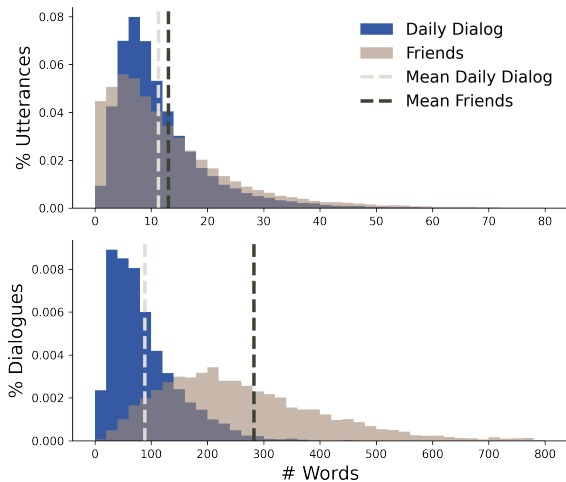 Daily Dialog
Friends
Mean Daily Dialog
Mean Friends
% Utterances
0.08
0.06
0.04
0.02
0.00
0 10 20 30 40 50 60 70 80
% Dialogues
0.008
0.006
0.004
0.002
0.000
0 100 200 300 400 500 600 700 800
# Words